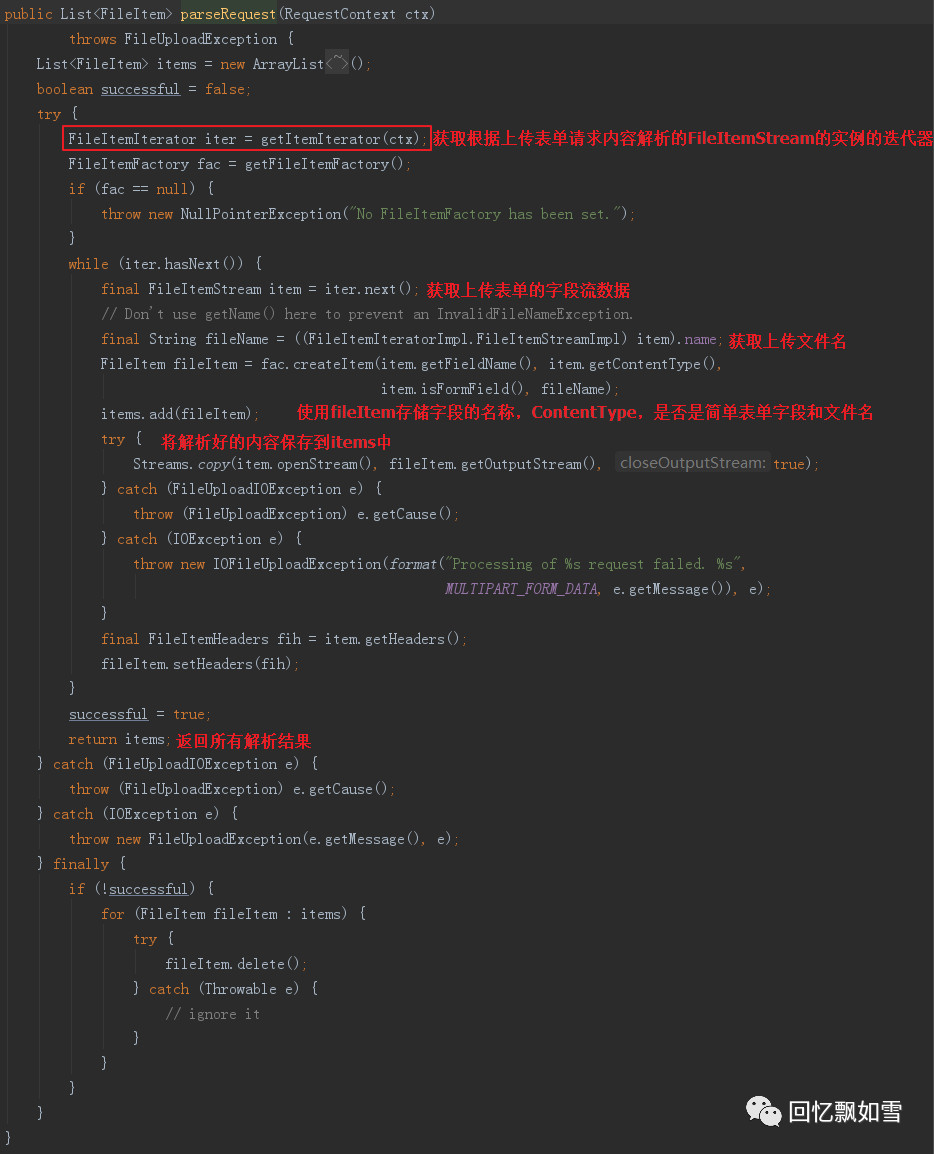 public List<FileItem> parseRequest(RequestContext ctx)
throws FileUploadException {
List<FileItem> items = new ArrayList<~>();
boolean successful = false;
try {
FileItemIterator iter = getItemIterator(ctx); 获取根据上传表单请求内容解析的FileItemStream的实例的迭代器
FileItemFactory fac = getFileItemFactory();
if (fac == null) {
throw new NullPointerException("No FileItemFactory has been set.");
}
while (iter.hasNext()) {
final FileItemStream item = iter.next(); 获取上传表单的字段流数据
// Don't use getName() here to prevent an InvalidFileNameException.
final String fileName = ((FileItemIteratorImpl.FileItemStreamImpl) item).name; 获取上传文件名
FileItem fileItem = fac.createItem(item.getFieldName(), item.getContentType(),
item.isFormField(), fileName);
items.add(fileItem); 使用fileItem存储字段的名称，ContentType，是否是简单表单字段和文件名
try { 将解析好的内容保存到items中
Streams.copy(item.openStream(), fileItem.getOutputStream(), closeOutputStream: true);
} catch (FileUploadIOException e) {
throw (FileUploadException) e.getCause();
} catch (IOException e) {
throw new IOFileUploadException(format("Processing of %s request failed. %s",
MULTIPART_FORM_DATA, e.getMessage()), e);
}
final FileItemHeaders fih = item.getHeaders();
fileItem.setHeaders(fih);
}
successful = true;
return items; 返回所有解析结果
} catch (FileUploadIOException e) {
throw (FileUploadException) e.getCause();
} catch (IOException e) {
throw new FileUploadException(e.getMessage(), e);
} finally {
if (!successful) {
for (FileItem fileItem : items) {
try {
fileItem.delete();
} catch (Throwable e) {
// ignore it
}
}
}
}
回忆飘如雪
}